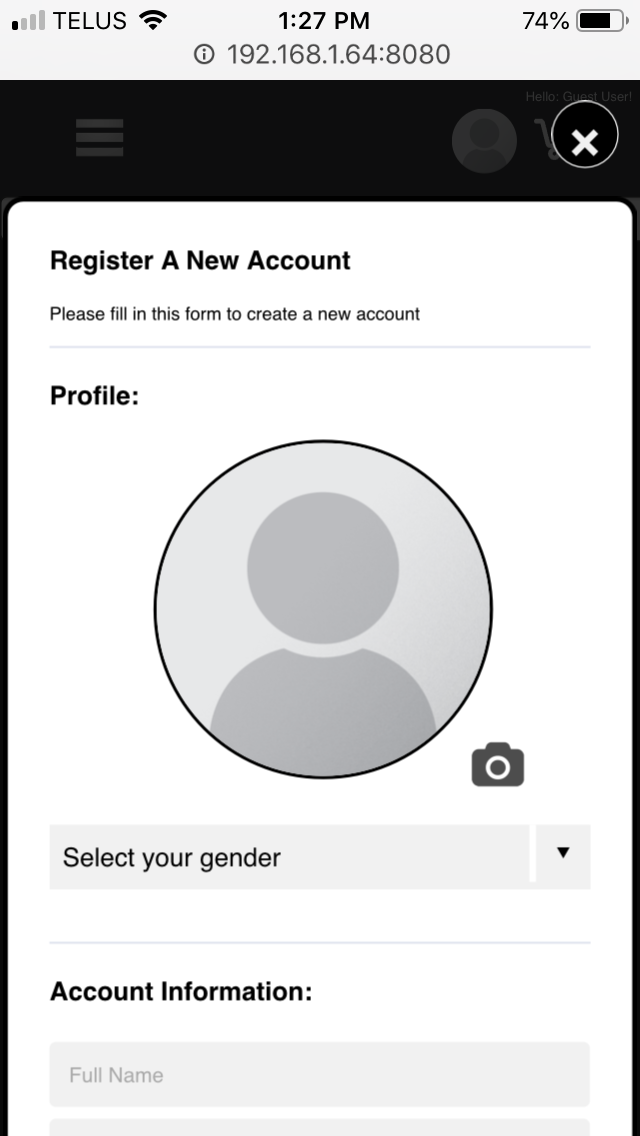 TELUS 1:27 PM 74%
192.168.1.64:8080
Hello: Guest User!
Register A New Account
Please fill in this form to create a new account
Profile:
Select your gender
Account Information:
Full Name